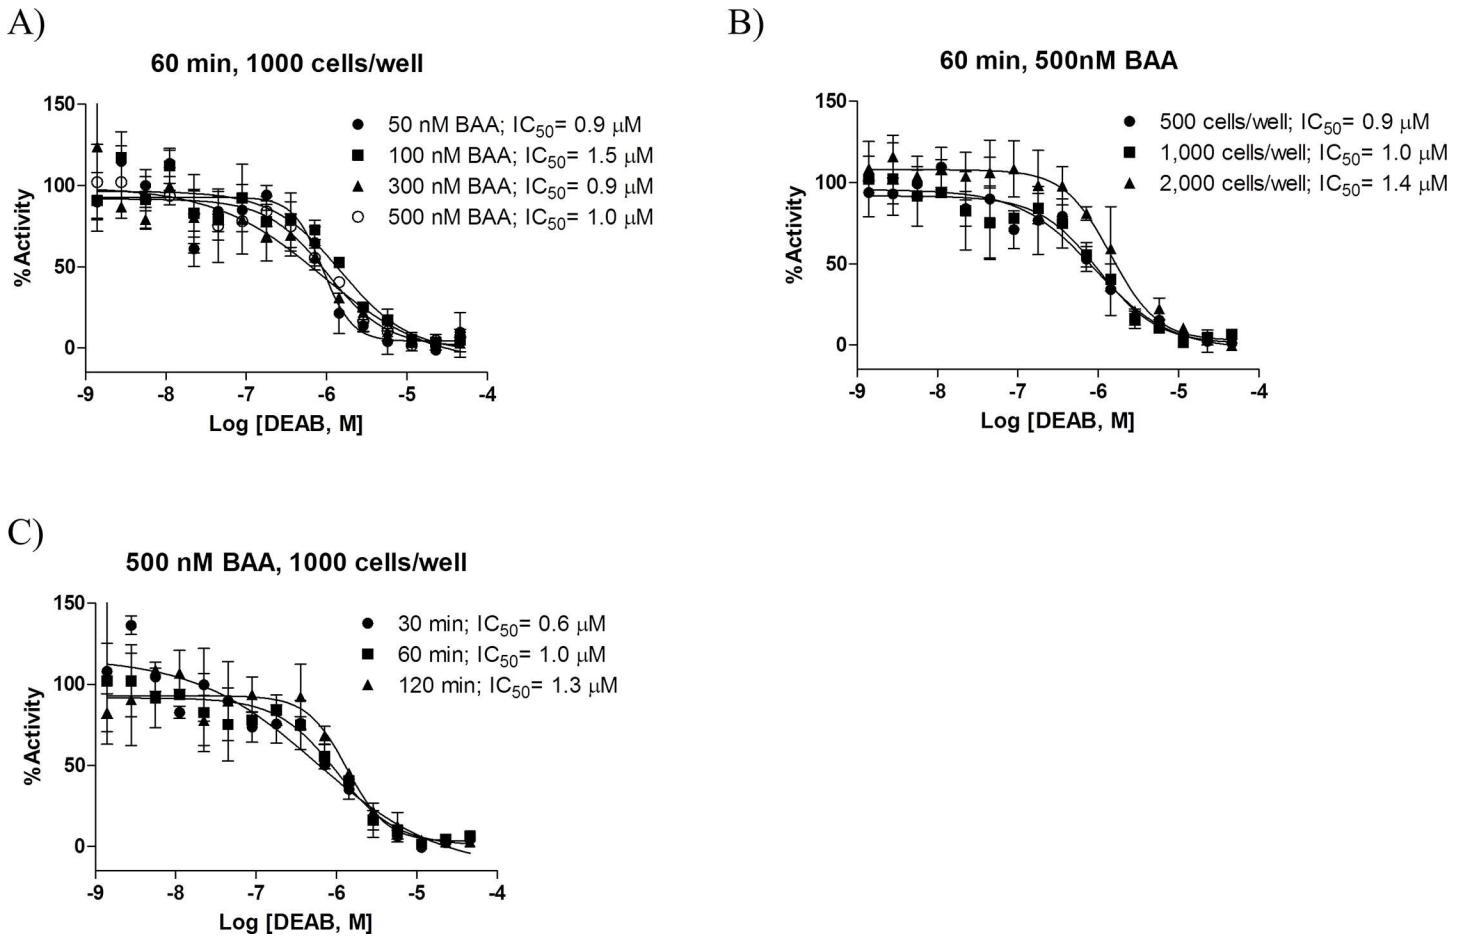 A)
60 min, 1000 cells/well
50 nM BAA; IC50= 0.9 μM
100 nM BAA; IC50= 1.5 μM
300 nM BAA; IC50= 0.9 μM
500 nM BAA; IC50= 1.0 μM
150
100
50
0
%Activity
-9 -8 -7 -6 -5 -4
Log [DEAB, M]
B)
60 min, 500nM BAA
500 cells/well; IC50= 0.9 μM
1,000 cells/well; IC50= 1.0 μM
2,000 cells/well; IC50= 1.4 μM
150
100
50
0
%Activity
-9 -8 -7 -6 -5 -4
Log [DEAB, M]
C)
500 nM BAA, 1000 cells/well
30 min; IC50= 0.6 μM
60 min; IC50= 1.0 μM
120 min; IC50= 1.3 μM
150
100
50
0
%Activity
-9 -8 -7 -6 -5 -4
Log [DEAB, M]